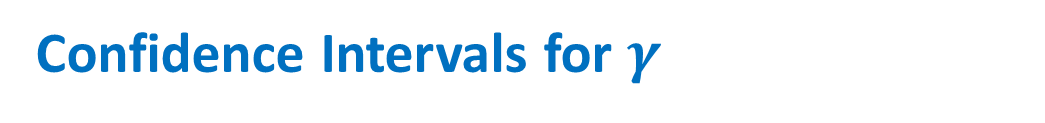 Confidence Intervals for γ